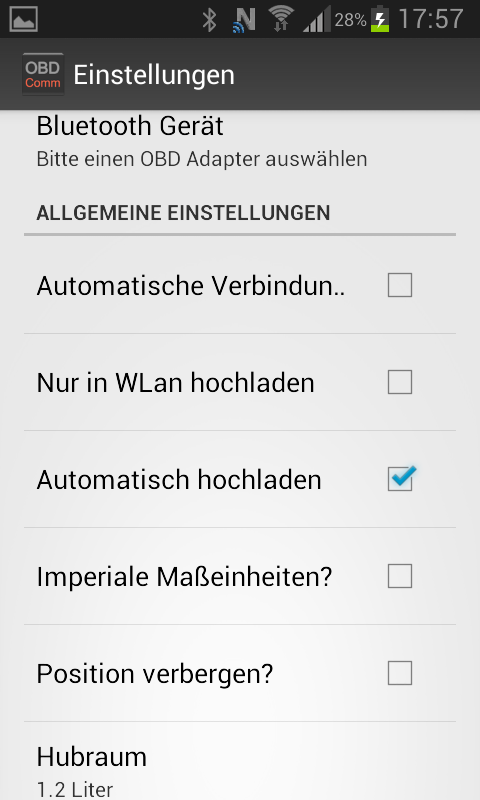 28% 17:57
OBD
Comm
Einstellungen
Bluetooth Gerät
Bitte einen OBD Adapter auswählen
ALLGEMEINE EINSTELLUNGEN
Automatische Verbindun..
Nur in WLan hochladen
Automatisch hochladen
Imperiale Maßeinheiten?
Position verbergen?
Hubraum
1.2 Liter